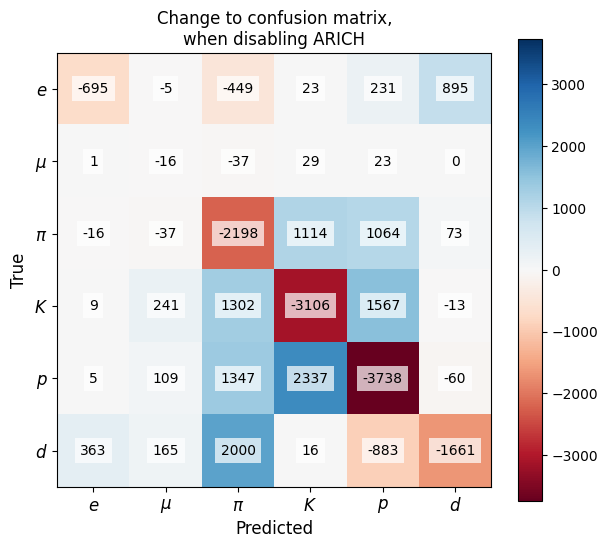 Change to confusion matrix,
when disabling ARICH
True
e -695 -5 -449 23 231 895
μ 1 -16 -37 29 23 0
π -16 -37 -2198 1114 1064 73
K 9 241 1302 -3106 1567 -13
p 5 109 1347 2337 -3738 -60
d 363 165 2000 16 -883 -1661
e μ π K p d
Predicted
3000
2000
1000
0
−1000
−2000
−3000